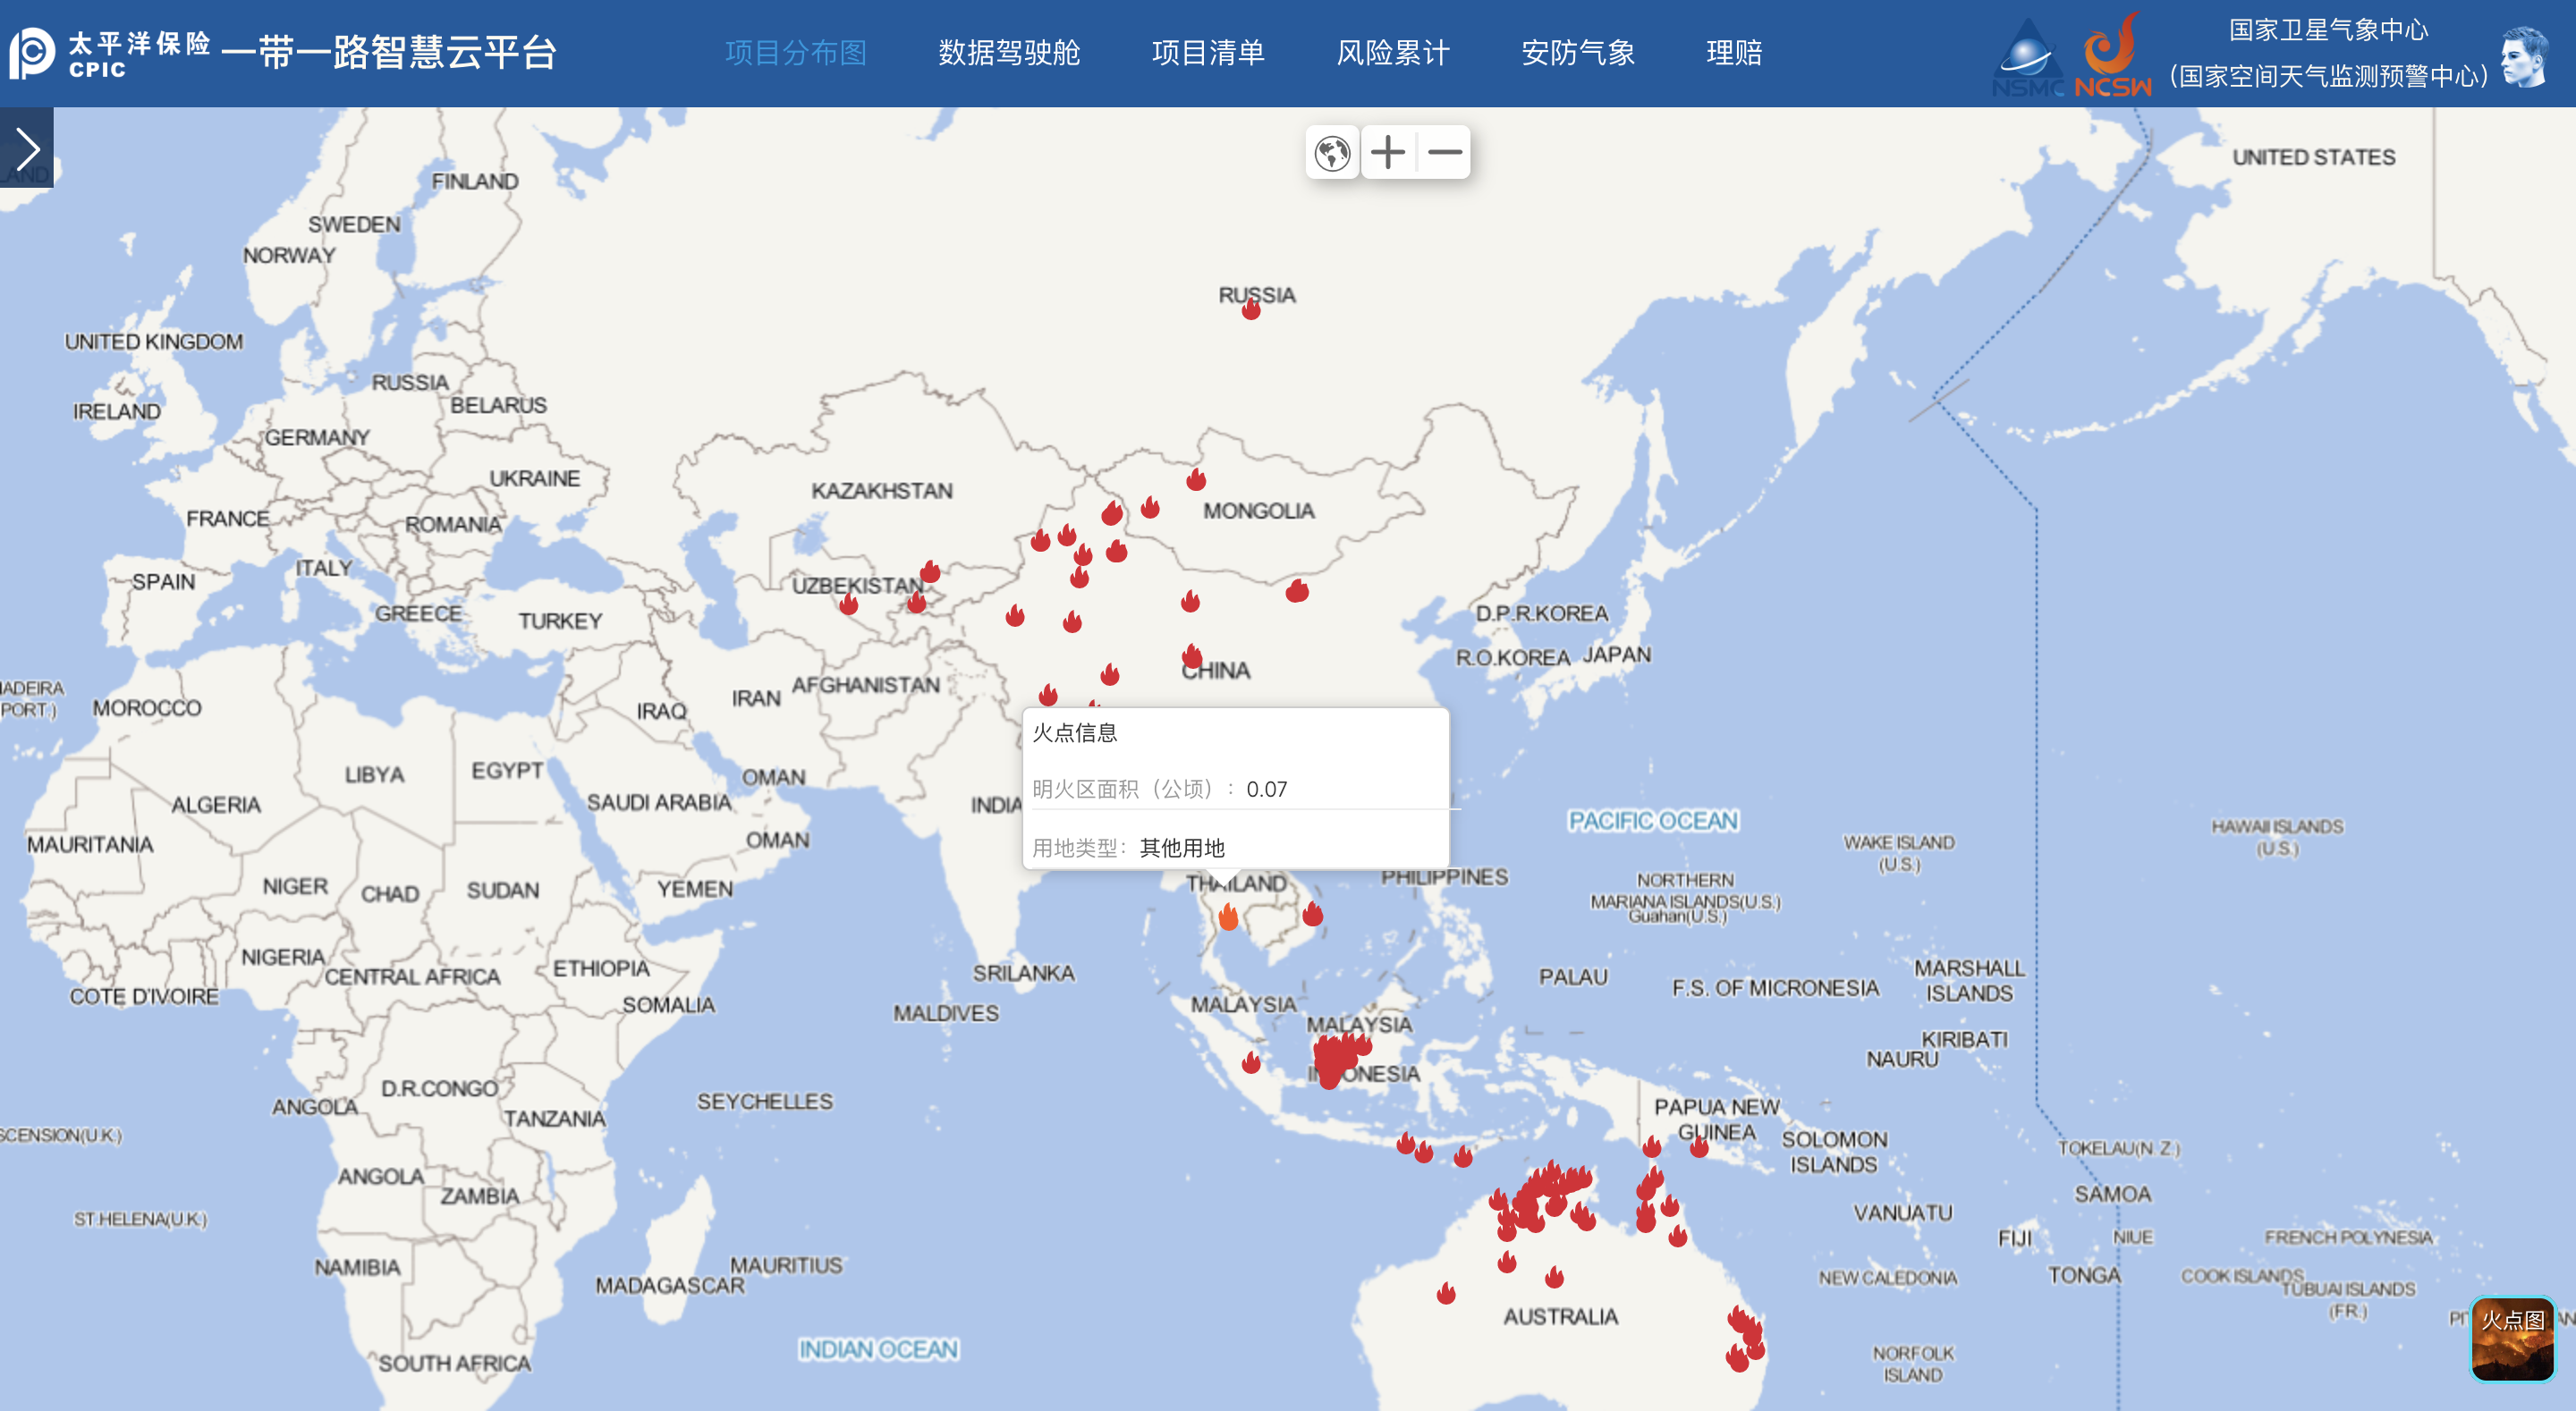 太平洋保险
CPIC
一带一路智慧云平台
项目分布图
数据驾驶舱
项目清单
风险累计
安防气象
理赔
NSMC
NCSW
国家卫星气象中心
（国家空间天气监测预警中心）
UNITED STATES
FINLAND
SWEDEN
NORWAY
RUSSIA
UNITED KINGDOM
RUSSIA
BELARUS
IRELAND
GERMANY
UKRAINE
KAZAKHSTAN
MONGOLIA
FRANCE
ROMANIA
ITALY
SPAIN
UZBEKISTAN
GREECE
TURKEY
D.P.R.KOREA
R.O.KOREA
JAPAN
CHINA
AFGHANISTAN
IRAN
IRAQ
MOROCCO
PORT.)
火点信息
明火区面积（公顷）： 0.07
用地类型： 其他用地
LIBYA
EGYPT
OMAN
SAUDI ARABIA
INDIA
ALGERIA
MAURITANIA
OMAN
PACIFIC OCEAN
HAWAII ISLANDS
(U.S.)
WAKE ISLAND
(U.S.)
NIGER
CHAD
SUDAN
YEMEN
THAILAND
PHILIPPINES
NORTHERN
MARIANA ISLANDS(U.S.)
Guahan(U.S.)
NIGERIA
CENTRAL AFRICA
ETHIOPIA
SRILANKA
PALAU
F.S. OF MICRONESIA
MARSHALL
ISLANDS
COTE D'IVOIRE
SOMALIA
MALDIVES
MALAYSIA
MALAYSIA
KIRIBATI
NAURU
D.R.CONGO
ANGOLA
TANZANIA
SEYCHELLES
PAPUA NEW
GUINEA
SOLOMON
ISLANDS
TOKELAU(N.Z.)
ANGOLA
ZAMBIA
SAMOA
ST.HELENA(U.K.)
VANUATU
FIJI
NIUE
FRENCH POLYNESIA
NAMIBIA
MAURITIUS
MADAGASCAR
NEW CALEDONIA
TONGA
COOK ISLANDS
TUBUAI ISLANDS
(FR.)
AUSTRALIA
火点图
INDIAN OCEAN
SOUTH AFRICA
NORFOLK
ISLAND